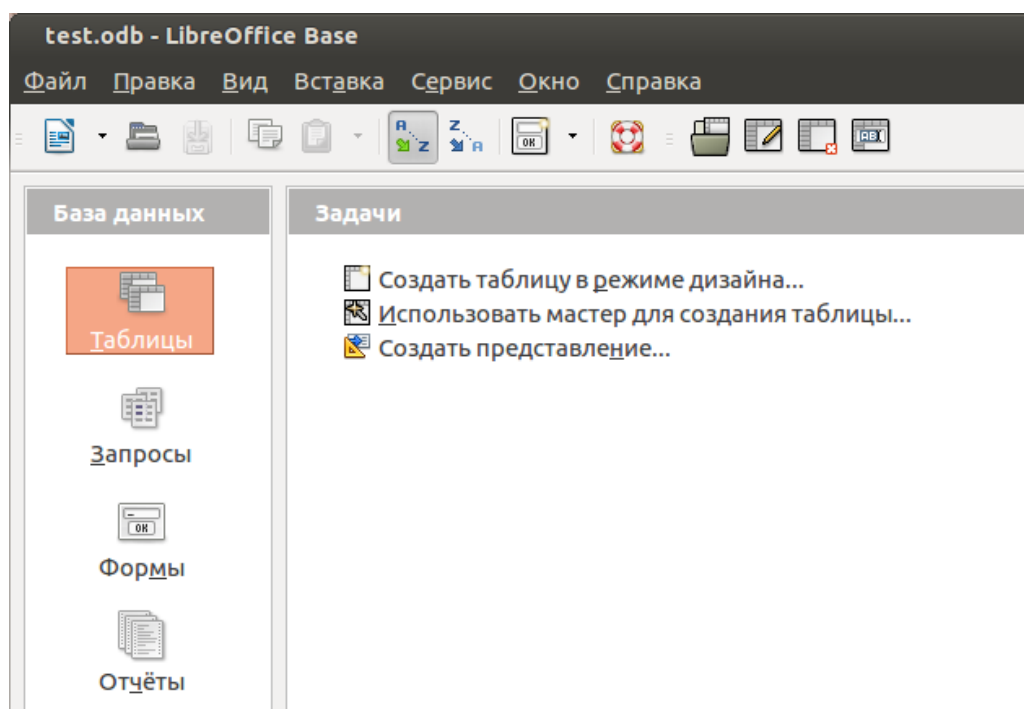 test.odb - LibreOffice Base
Файл Правка Вид Вставка Сервис Окно Справка
База данных
Задачи
Таблицы
Запросы
Формы
Отчёты
Создать таблицу в режиме дизайна...
Использовать мастер для создания таблицы...
Создать представление...